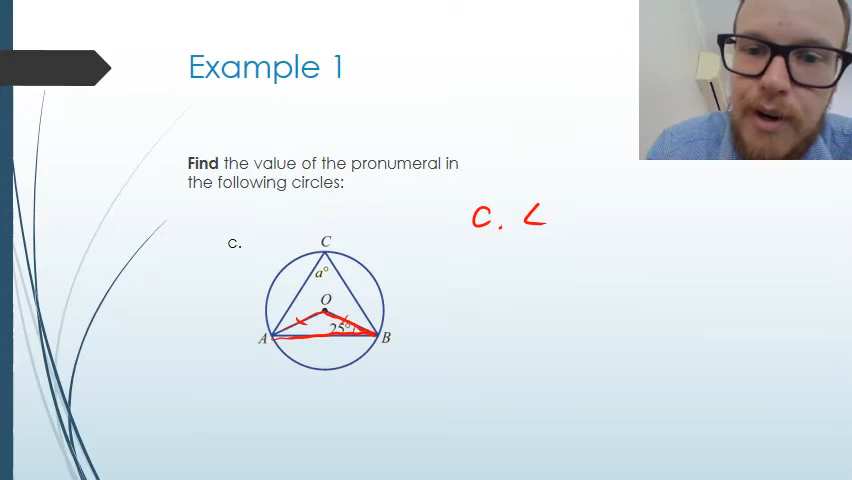 Example 1
Find the value of the pronumeral in
the following circles:
c. <
c.
C
a°
O
25°
A
B